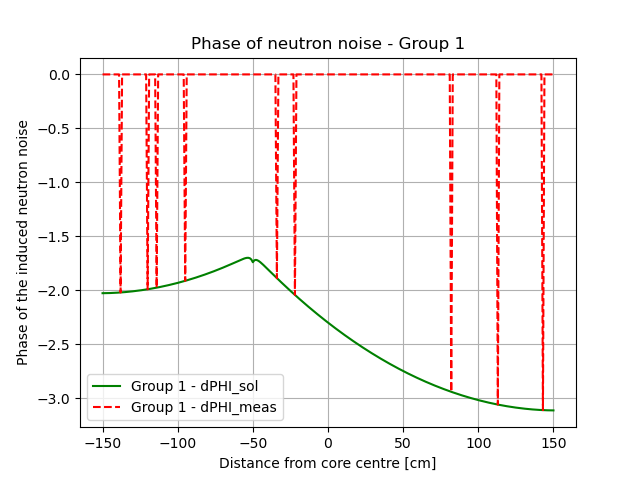 Phase of neutron noise - Group 1
Phase of the induced neutron noise
0.0
−0.5
−1.0
−1.5
−2.0
−2.5
−3.0
Group 1 - dPHI_sol
Group 1 - dPHI_meas
−150
−100
−50
0
50
100
150
Distance from core centre [cm]